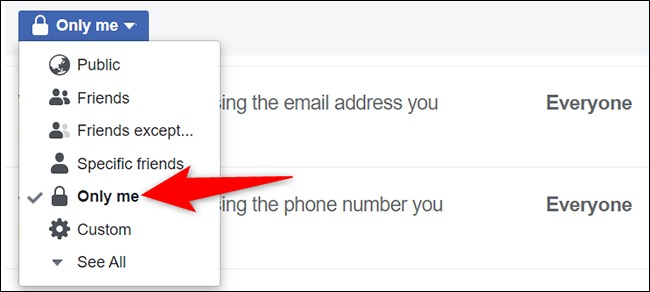 Only me
Public
Friends
sing the email address you Everyone
Friends except...
Specific friends
Only me
sing the phone number you Everyone
Custom
See All